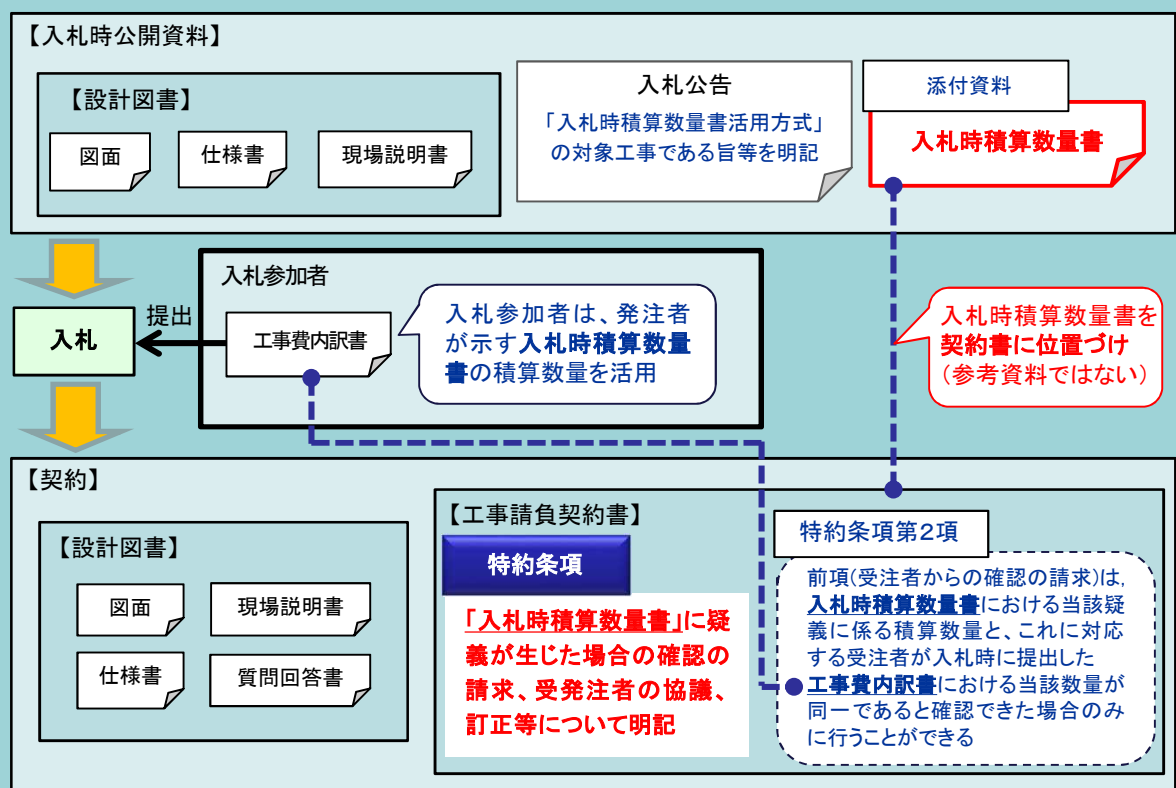 【入札時公開資料】
【設計図書】
図面
仕様書
現場説明書
入札公告
「入札時積算数量書活用方式」
の対象工事である旨等を明記
添付資料
入札時積算数量書
入札
提出
入札参加者
工事費内訳書
入札参加者は、発注者
が示す入札時積算数量
書の積算数量を活用
入札時積算数量書を
契約書に位置づけ
（参考資料ではない）
【契約】
【設計図書】
図面
現場説明書
仕様書
質問回答書
【工事請負契約書】
特約条項
「入札時積算数量書」に疑
義が生じた場合の確認の
請求、受発注者の協議、
訂正等について明記
特約条項第２項
前項(受注者からの確認の請求)は,
入札時積算数量書における当該疑
義に係る積算数量と、これに対応
する受注者が入札時に提出した
工事費内訳書における当該数量が
同一であると確認できた場合のみ
に行うことができる